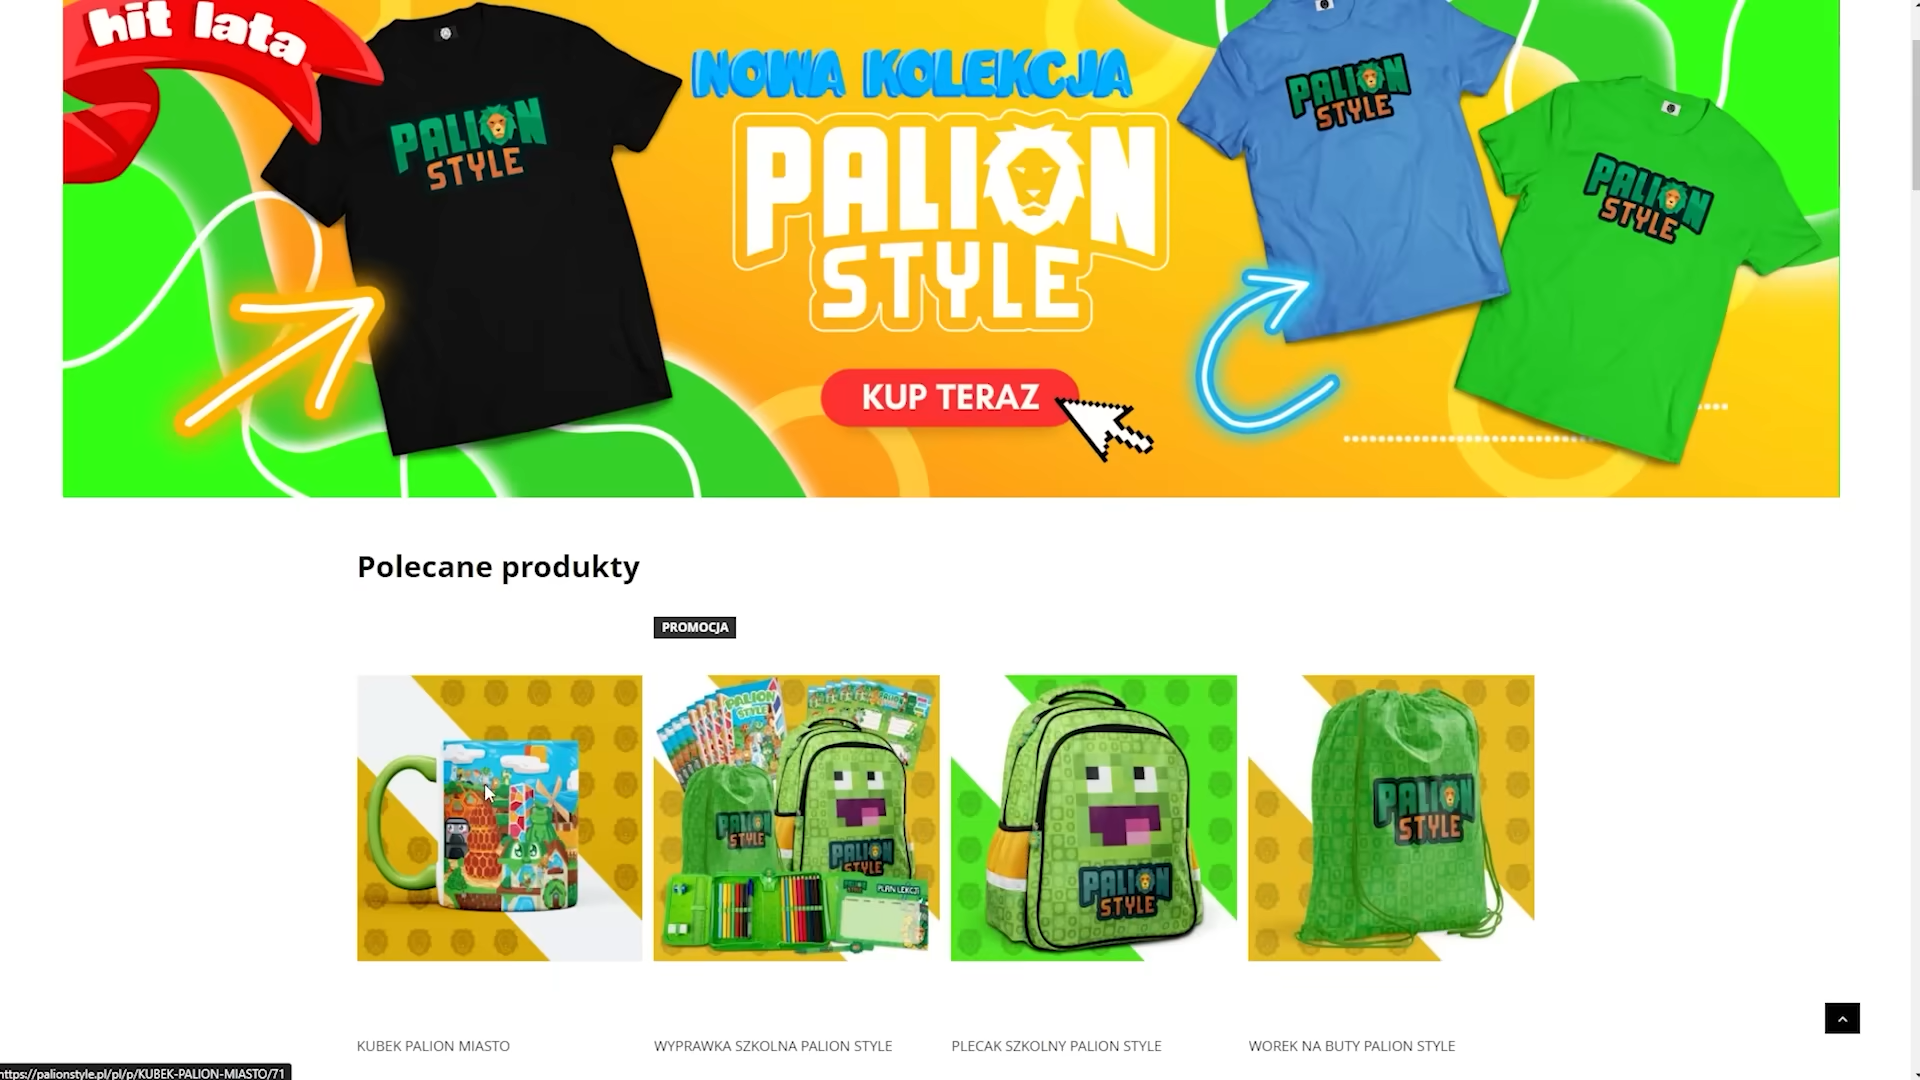 hit lata
NOWA KOLEKCJA
PALION
STYLE
PALION
STYLE
PALION
STYLE
PALION
STYLE
KUP TERAZ
Polecane produkty
PROMOCJA
PALION
STYLE
PALION
STYLE
PALION
STYLE
PLAN LEKCJI
PALION
STYLE
PALION
STYLE
KUBEK PALION MIASTO
WYPRAWKA SZKOLNA PALION STYLE
PLECAK SZKOLNY PALION STYLE
WOREK NA BUTY PALION STYLE
https://palionstyle.pl/pl/p/KUBEK-PALION-MIASTO/71